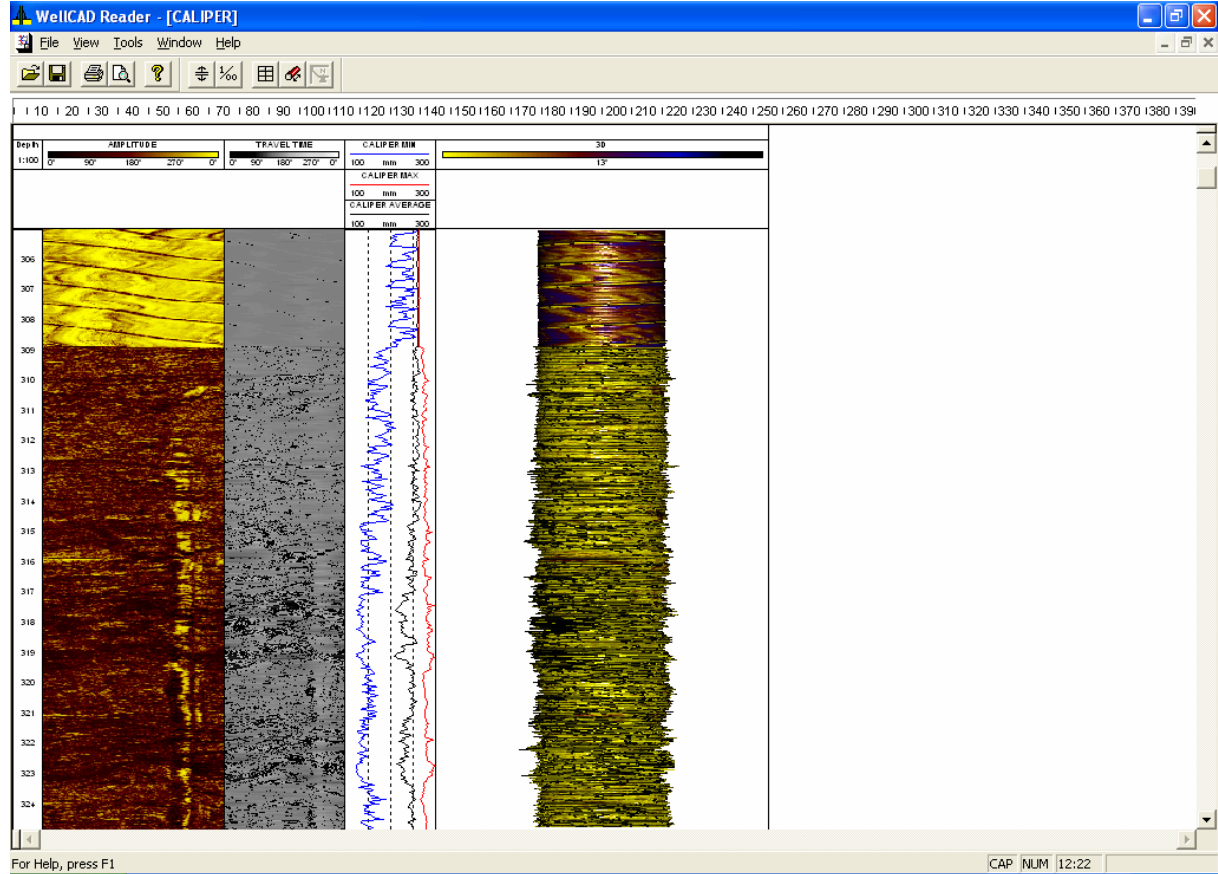 WellCAD Reader - [CALIPER]
File View Tools Window Help
10 20 30 40 50 60 70 80 90 100 110 120 130 140 150 160 170 180 190 200 210 220 230 240 250 260 270 280 290 300 310 320 330 340 350 360 370 380 39
Depth AMPLITUDE TRAVEL TIME CALIPER MIN 3D
1:100 0° 90° 180° 270° 0° 0° 90° 180° 270° 0° 100 mm 300 13°
CALIPER MAX
100 mm 300
CALIPER AVERAGE
100 mm 300
306
307
308
309
310
311
312
313
314
315
316
317
318
319
320
321
322
323
324
For Help, press F1 CAP NUM 12:22